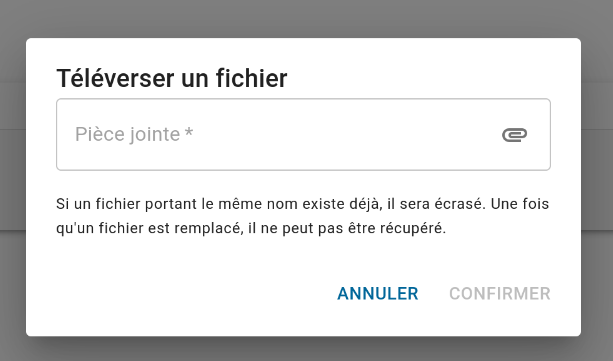 Téléverser un fichier
Pièce jointe *
Si un fichier portant le même nom existe déjà, il sera écrasé. Une fois
qu'un fichier est remplacé, il ne peut pas être récupéré.
ANNULER CONFIRMER